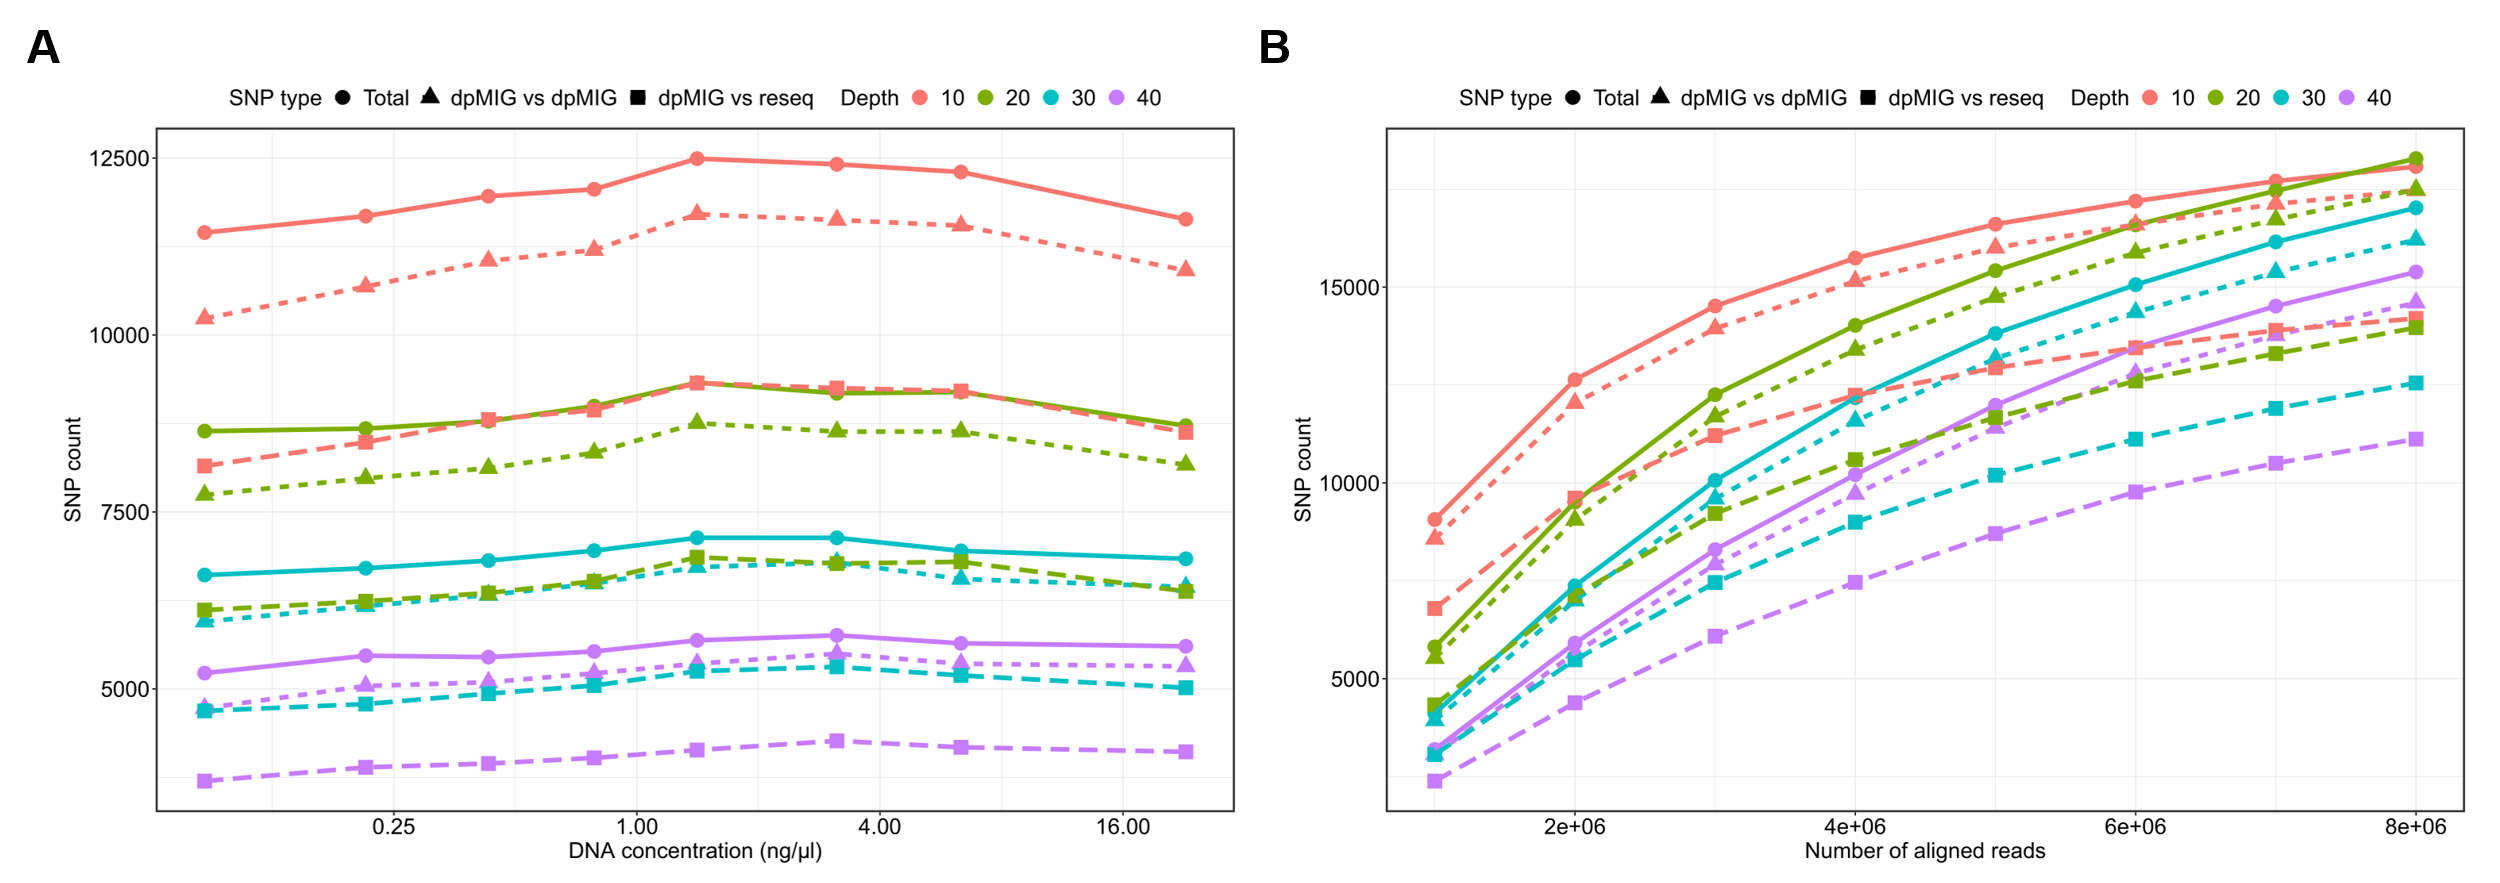 A
SNP type Total dpMIG vs dpMIG dpMIG vs reseq Depth 10 20 30 40
12500
10000
7500
5000
SNP count
0.25 1.00 4.00 16.00
DNA concentration (ng/µl)
B
SNP type Total dpMIG vs dpMIG dpMIG vs reseq Depth 10 20 30 40
15000
10000
5000
SNP count
2e+06 4e+06 6e+06 8e+06
Number of aligned reads